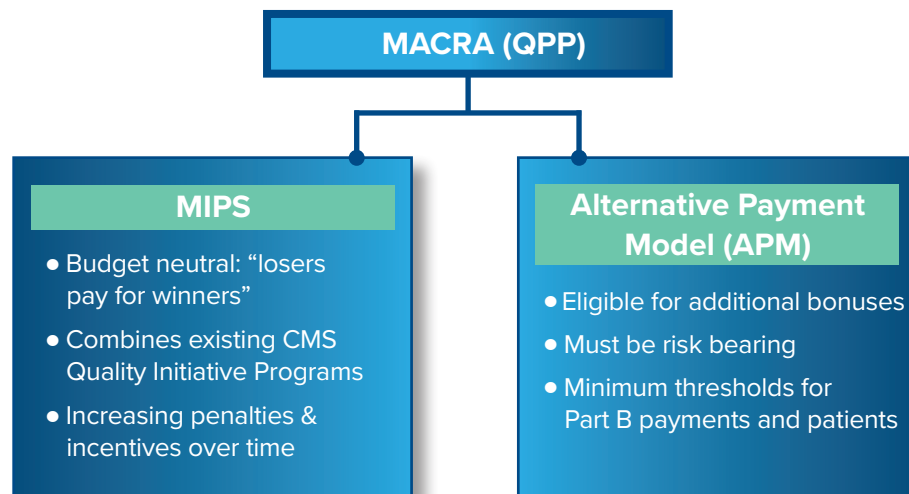 MACRA (QPP)
MIPS
• Budget neutral: “losers
pay for winners”
• Combines existing CMS
Quality Initiative Programs
• Increasing penalties &
incentives over time
Alternative Payment
Model (APM)
• Eligible for additional bonuses
• Must be risk bearing
• Minimum thresholds for
Part B payments and patients